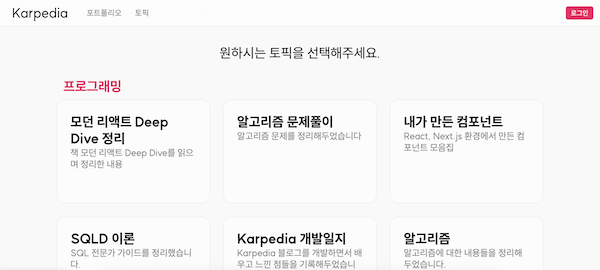 Karpedia 포트폴리오 토픽 로그인
원하시는 토픽을 선택해주세요.
프로그래밍
모던 리액트 Deep
Dive 정리
책 모던 리액트 Deep Dive를 읽으
며 정리한 내용
알고리즘 문제풀이
알고리즘 문제를 정리해두었습니다
내가 만든 컴포넌트
React, Next.js 환경에서 만든 컴
포넌트 모음집
SQLD 이론
SQL 전문가 가이드를 정리했습니
다.
Karpedia 개발일지
Karpedia 블로그를 개발하면서 배
우고 느낀 점들을 기록해두었습니
알고리즘
알고리즘에 대한 내용들을 정리해
두었습니다.